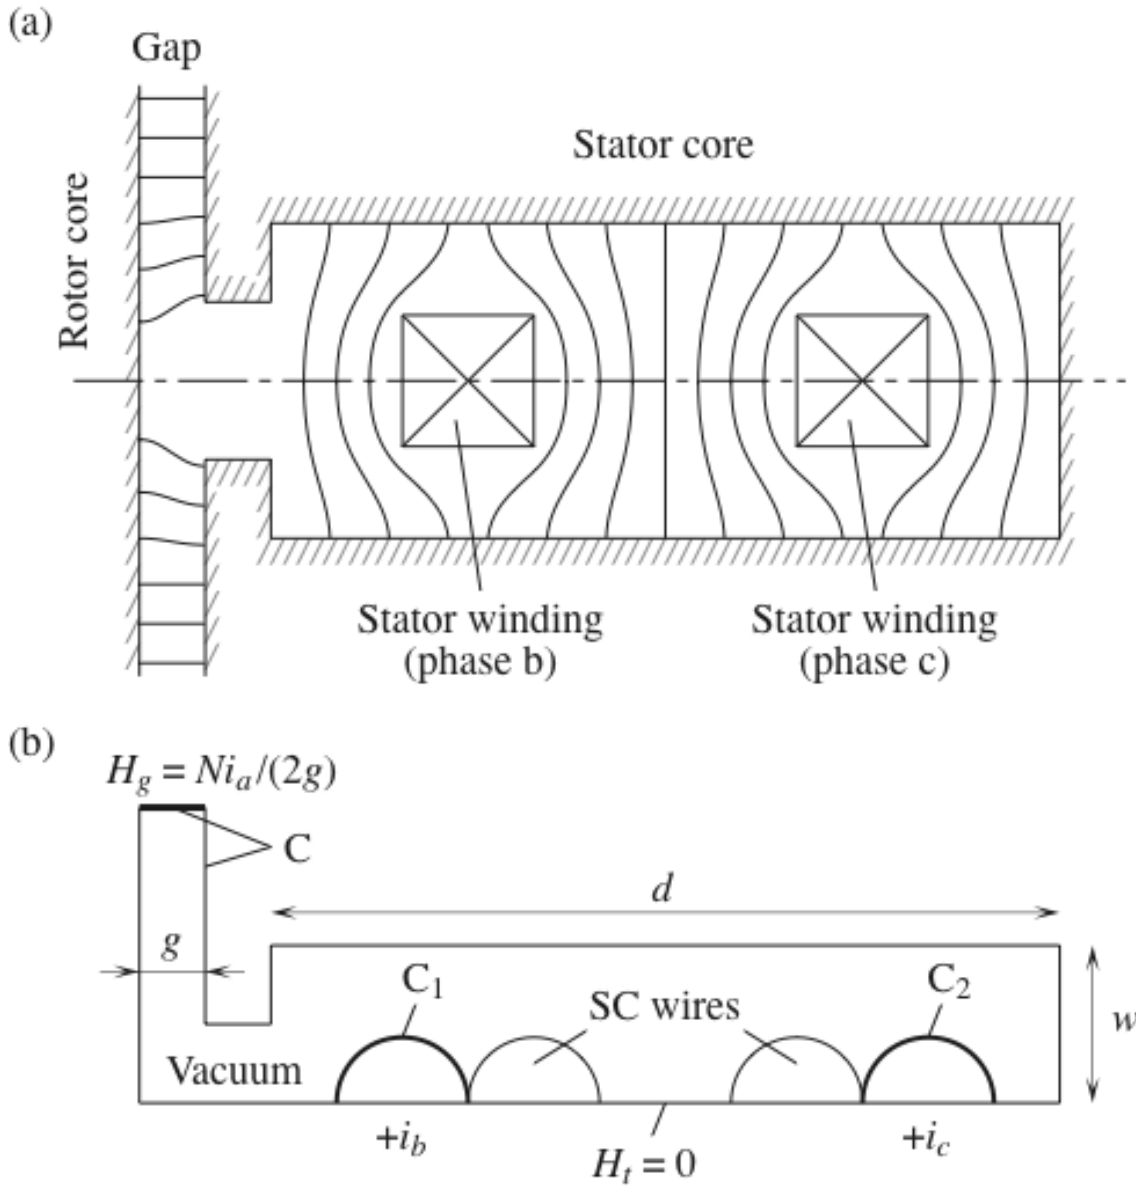 (a)
Gap
Stator core
Rotor core
Stator winding
(phase b)
Stator winding
(phase c)
(b)
H_g = Ni_a/(2g)
C
d
g
C₁
SC wires
C₂
w
Vacuum
+i_b
H_t = 0
+i_c